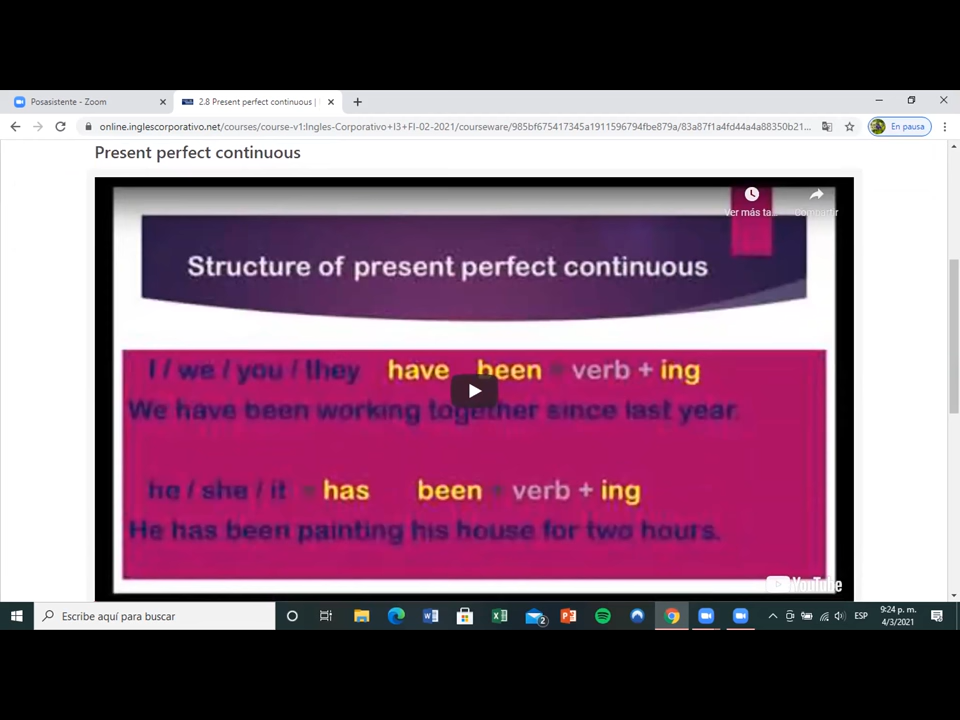 Posasistente - Zoom
2.8 Present perfect continuous |
online.inglescorporativo.net/courses/course-v1:Ingles-Corporativo+I3+FI-02-2021/courseware/985bf675417345a1911596794fbe879a/83a87f1a4fd44a4a88350b21...
En pausa
Present perfect continuous
Ver más ta...
Compartir
Structure of present perfect continuous
I / we / you / they have been + verb + ing
We have been working together since last year.
he / she / it + has been + verb + ing
He has been painting his house for two hours.
YouTube
Escribe aquí para buscar
2
ESP
9:24 p. m.
4/3/2021